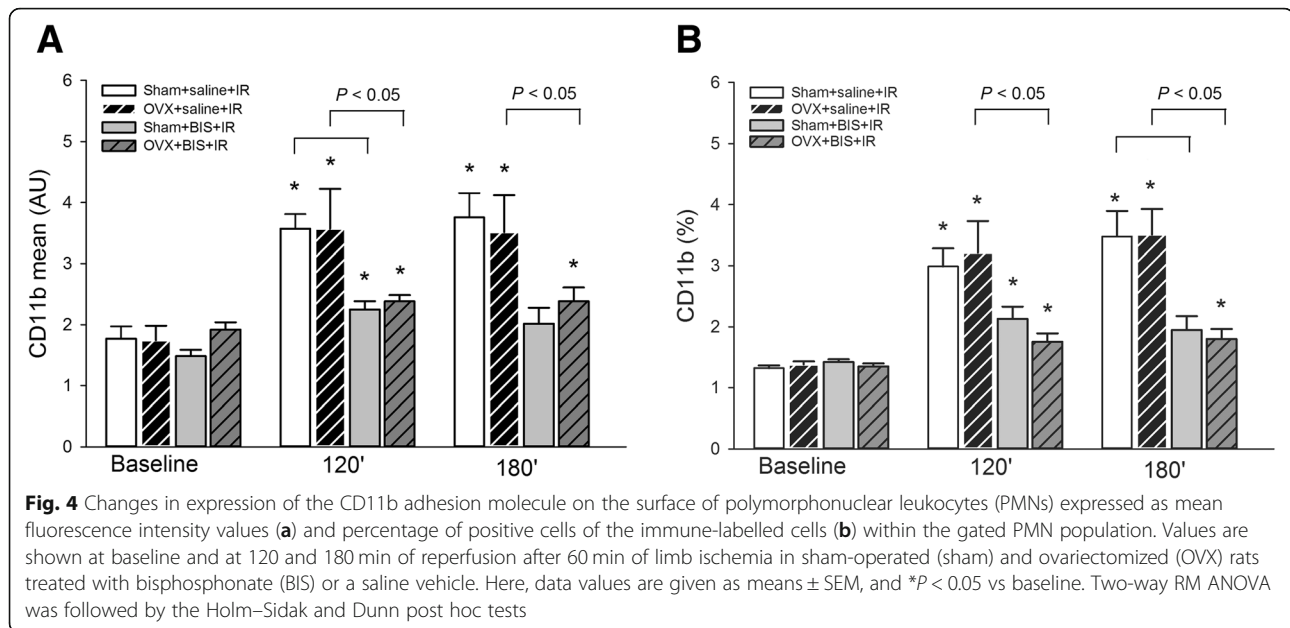 A
CD11b mean (AU)
6
5
4
3
2
1
0
Sham+saline+IR
OVX+saline+IR
Sham+BIS+IR
OVX+BIS+IR
P < 0.05
P < 0.05
* * * * * * *
Baseline 120' 180'
B
CD11b (%)
6
5
4
3
2
1
0
Sham+saline+IR
OVX+saline+IR
Sham+BIS+IR
OVX+BIS+IR
P < 0.05
P < 0.05
* * * * * * *
Baseline 120' 180'
Fig. 4 Changes in expression of the CD11b adhesion molecule on the surface of polymorphonuclear leukocytes (PMNs) expressed as mean
fluorescence intensity values (a) and percentage of positive cells of the immune-labelled cells (b) within the gated PMN population. Values are
shown at baseline and at 120 and 180 min of reperfusion after 60 min of limb ischemia in sham-operated (sham) and ovariectomized (OVX) rats
treated with bisphosphonate (BIS) or a saline vehicle. Here, data values are given as means ± SEM, and *P < 0.05 vs baseline. Two-way RM ANOVA
was followed by the Holm–Sidak and Dunn post hoc tests